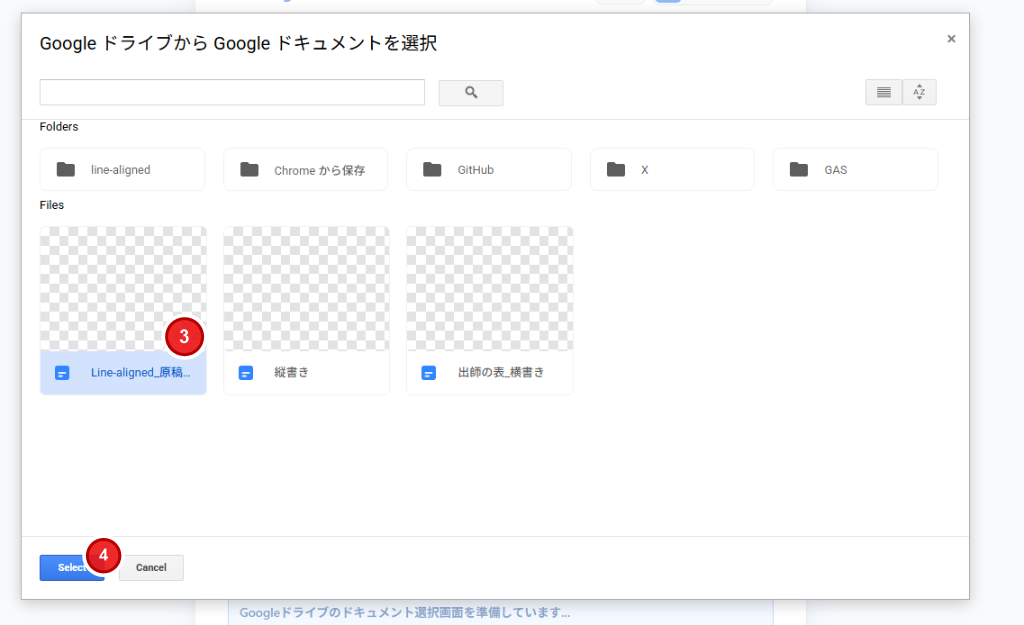 Google ドライブから Google ドキュメントを選択
×
AZ
Folders
line-aligned
Chrome から保存
GitHub
X
GAS
Files
3
Line-aligned_原稿...
縦書き
出師の表_横書き
4
Select
Cancel
Googleドライブのドキュメント選択画面を準備しています...